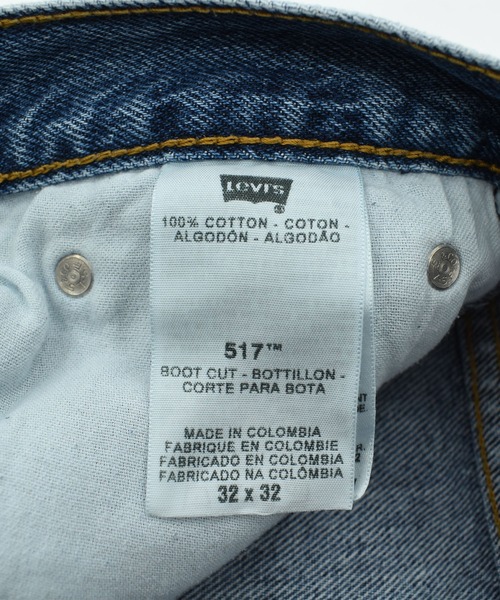 Levi's
®
100% COTTON - COTON -
ALGODÓN - ALGODÃO
517™
BOOT CUT - BOTTILLON -
CORTE PARA BOTA
MADE IN COLOMBIA
FABRIQUE EN COLOMBIE
FABRICADO EN COLOMBIA
FABRICADO NA COLÔMBIA
32 x 32